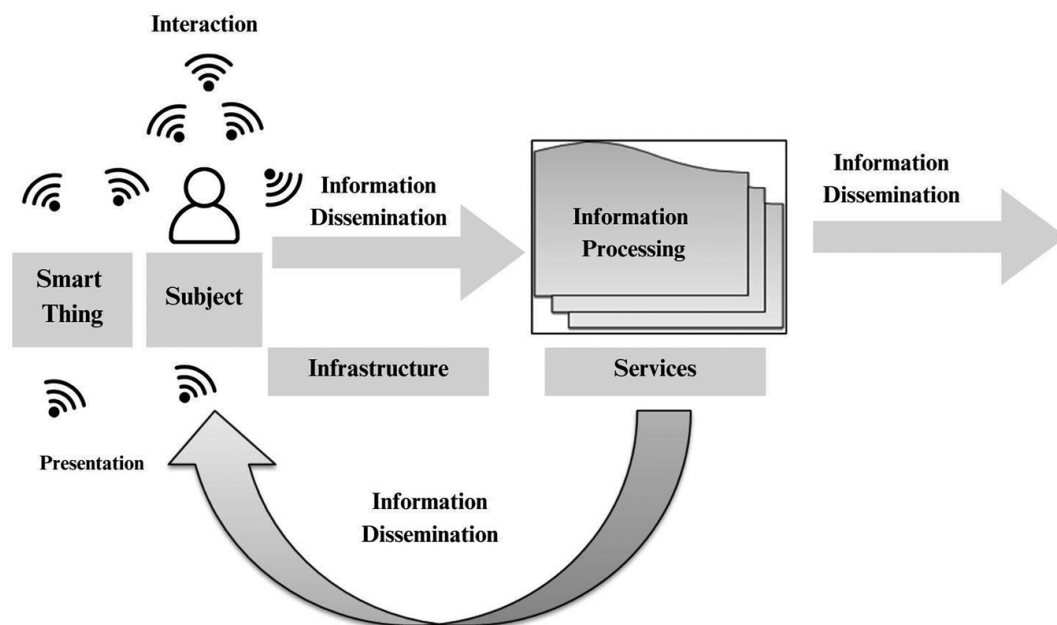 Interaction
Information
Dissemination
Information
Processing
Information
Dissemination
Smart
Thing
Subject
Infrastructure
Services
Presentation
Information
Dissemination